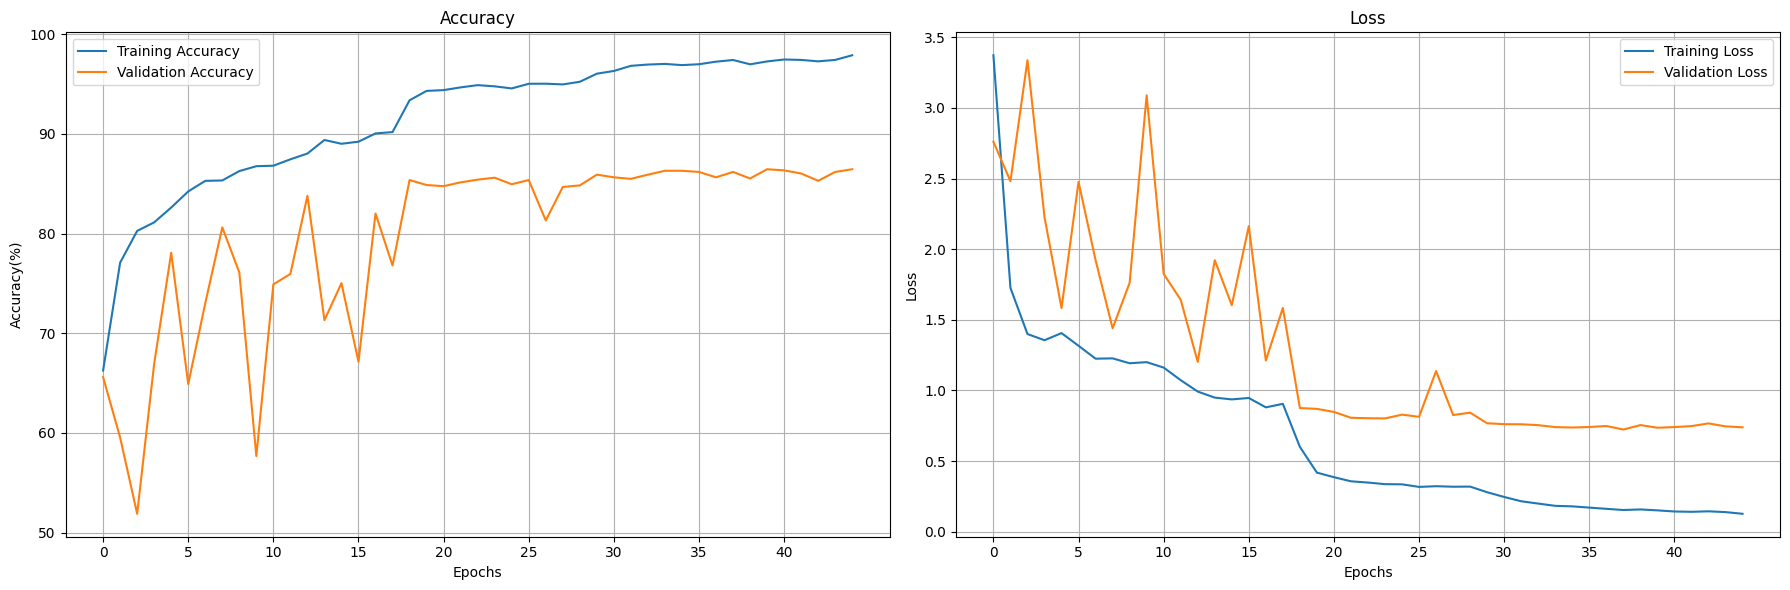 Accuracy
Training Accuracy
Validation Accuracy
Accuracy(%)
100
90
80
70
60
50
0 5 10 15 20 25 30 35 40
Epochs
Loss
Training Loss
Validation Loss
Loss
3.5
3.0
2.5
2.0
1.5
1.0
0.5
0.0
0 5 10 15 20 25 30 35 40
Epochs